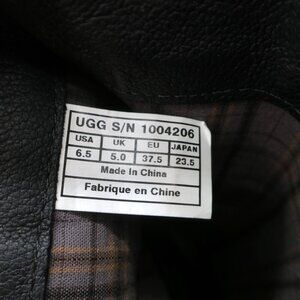 UGG S/N 1004206
USA UK EU JAPAN
6.5 5.0 37.5 23.5
Made in China
Fabrique en Chine